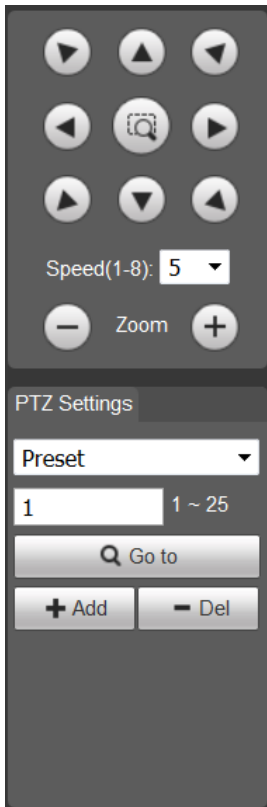 Speed(1-8): 5
Zoom
PTZ Settings
Preset
1 1 ~ 25
Go to
Add Del